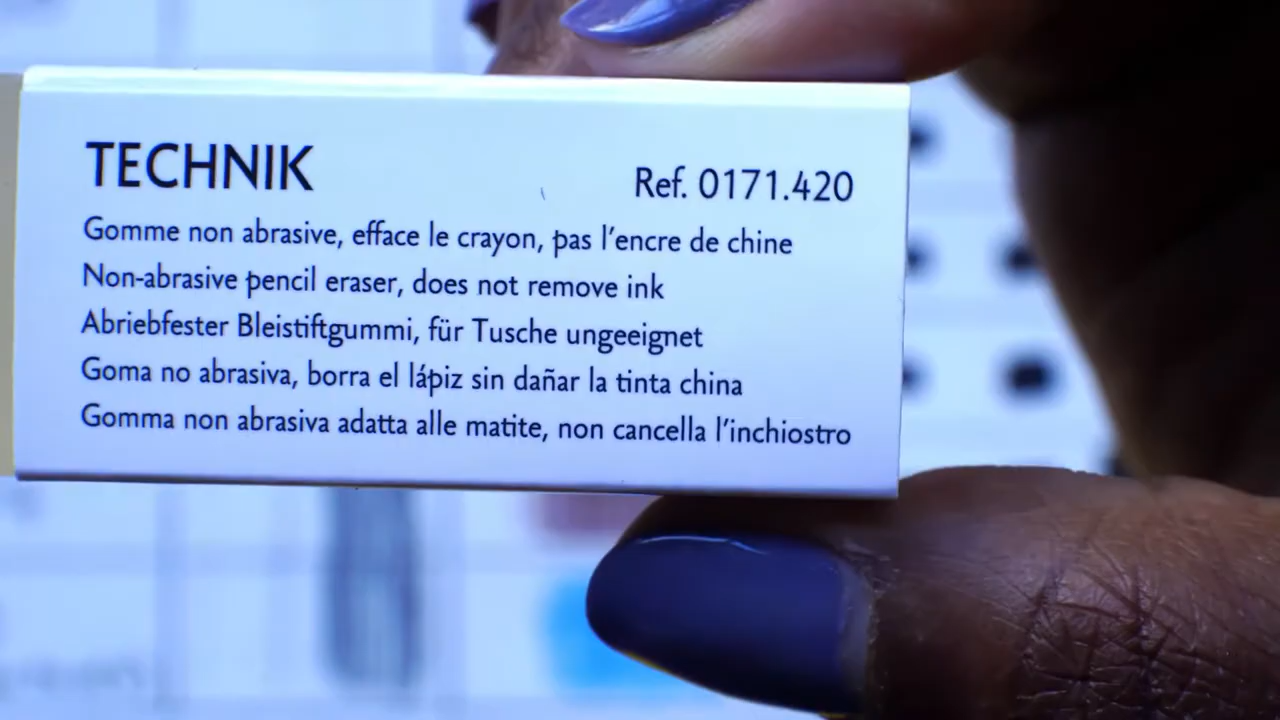 TECHNIK
Ref. 0171.420
Gomme non abrasive, efface le crayon, pas l'encre de chine
Non-abrasive pencil eraser, does not remove ink
Abriebfester Bleistiftgummi, für Tusche ungeeignet
Goma no abrasiva, borra el lápiz sin dañar la tinta china
Gomma non abrasiva adatta alle matite, non cancella l'inchiostro